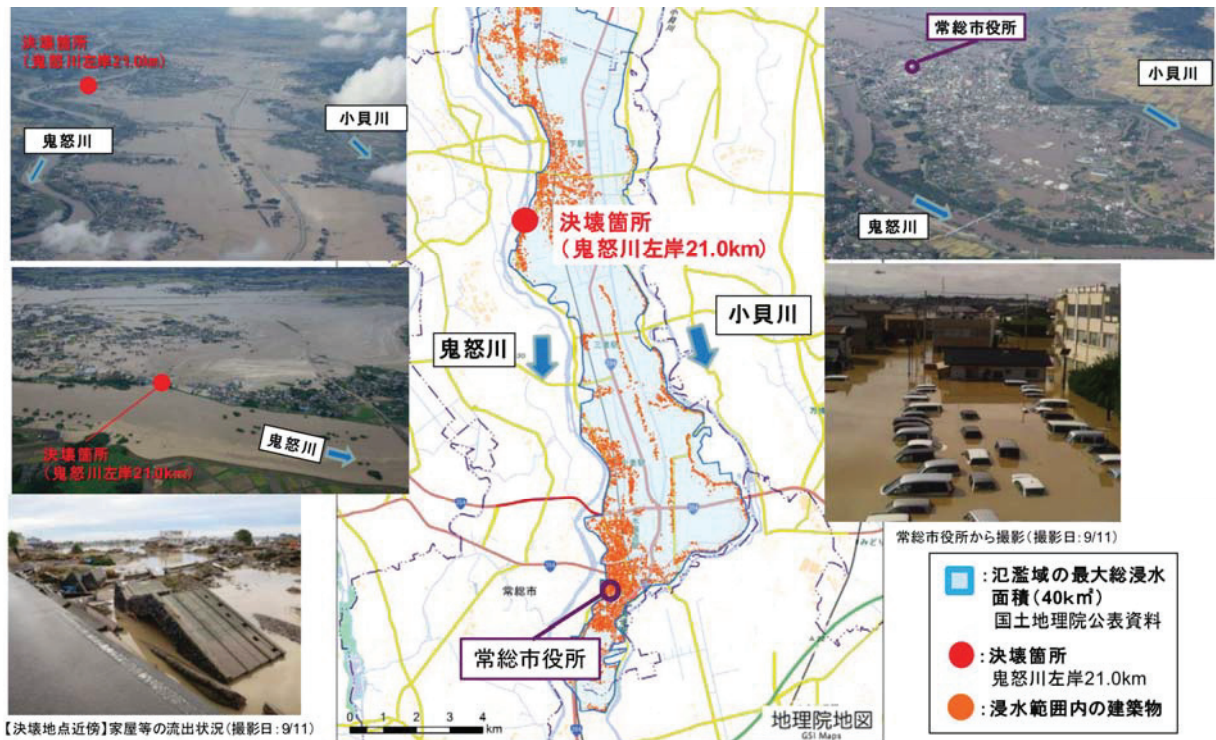 決壊箇所
(鬼怒川左岸21.0km)
鬼怒川
小貝川
決壊箇所
(鬼怒川左岸21.0km)
鬼怒川
【決壊地点近傍】家屋等の流出状況(撮影日:9/11)
決壊箇所
(鬼怒川左岸21.0km)
鬼怒川
小貝川
常総市
常総市役所
0 1 2 3 4
km
地理院地図
GSI Maps
常総市役所
小貝川
鬼怒川
常総市役所から撮影(撮影日:9/11)
:氾濫域の最大総浸水
面積(40k㎡)
国土地理院公表資料
:決壊箇所
鬼怒川左岸21.0km
:浸水範囲内の建築物